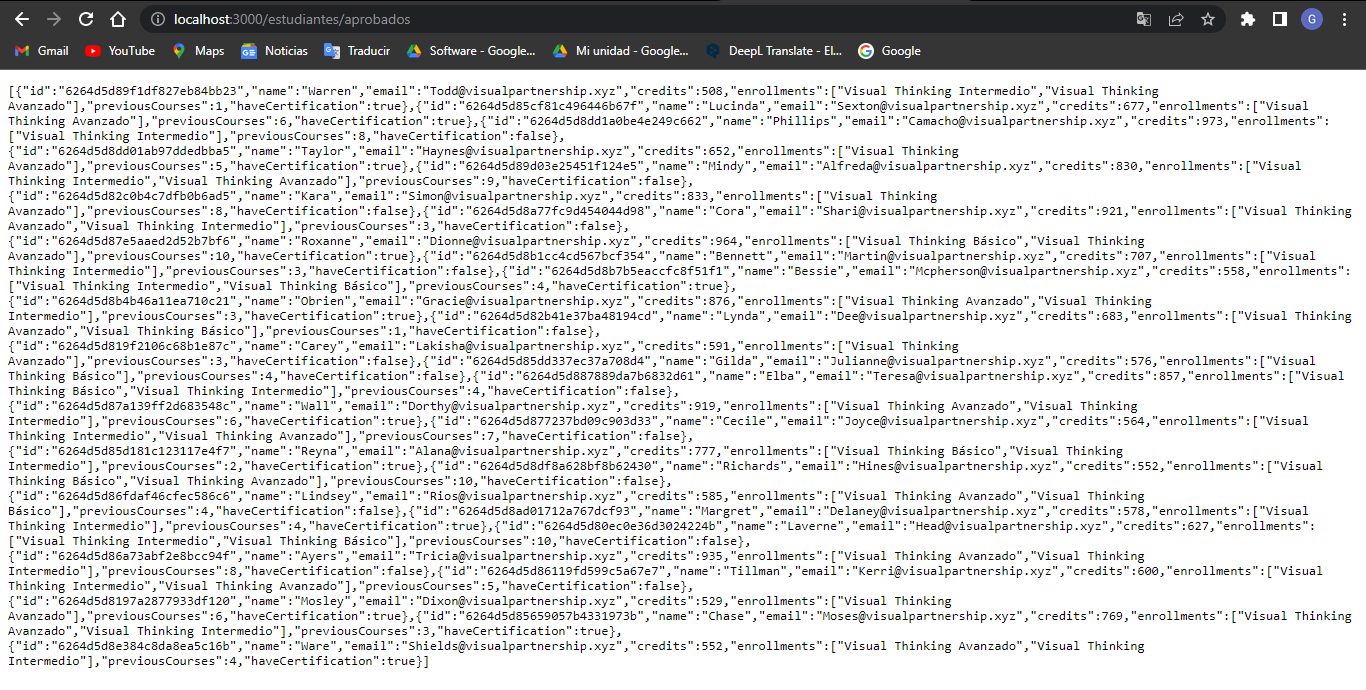 localhost:3000/estudiantes/aprobados
G
Gmail YouTube Maps Noticias Traducir Software - Google... Mi unidad - Google... DeepL Translate - El... Google
[{"id":"6264d5d89f1df827eb84bb23","name":"Warren","email":"Todd@visualpartnership.xyz","credits":508,"enrollments":["Visual Thinking Intermedio","Visual Thinking
Avanzado"],"previousCourses":1,"haveCertification":true},{"id":"6264d5d85cf81c496446b67f","name":"Lucinda","email":"Sexton@visualpartnership.xyz","credits":677,"enrollments":["Visual
Thinking Avanzado"],"previousCourses":6,"haveCertification":true},{"id":"6264d5d8dd1a0be4e249c662","name":"Phillips","email":"Camacho@visualpartnership.xyz","credits":973,"enrollments":
["Visual Thinking Intermedio"],"previousCourses":8,"haveCertification":false},
{"id":"6264d5d8dd01ab97ddedbba5","name":"Taylor","email":"Haynes@visualpartnership.xyz","credits":652,"enrollments":["Visual Thinking
Avanzado"],"previousCourses":5,"haveCertification":true},{"id":"6264d5d89d03e25451f124e5","name":"Mindy","email":"Alfreda@visualpartnership.xyz","credits":830,"enrollments":["Visual
Thinking Intermedio","Visual Thinking Avanzado"],"previousCourses":9,"haveCertification":false},
{"id":"6264d5d82c0b4c7dfb0b6ad5","name":"Kara","email":"Simon@visualpartnership.xyz","credits":833,"enrollments":["Visual Thinking
Avanzado"],"previousCourses":8,"haveCertification":false},{"id":"6264d5d8a77fc9d454044d98","name":"Cora","email":"Shari@visualpartnership.xyz","credits":921,"enrollments":["Visual Thinking
Avanzado","Visual Thinking Intermedio"],"previousCourses":3,"haveCertification":false},
{"id":"6264d5d87e5aaed2d52b7bf6","name":"Roxanne","email":"Dionne@visualpartnership.xyz","credits":964,"enrollments":["Visual Thinking Básico","Visual Thinking
Avanzado"],"previousCourses":10,"haveCertification":true},{"id":"6264d5d8b1cc4cd567bcf354","name":"Bennett","email":"Martin@visualpartnership.xyz","credits":707,"enrollments":["Visual
Thinking Intermedio"],"previousCourses":3,"haveCertification":false},{"id":"6264d5d8b7b5eaccfc8f51f1","name":"Bessie","email":"Mcpherson@visualpartnership.xyz","credits":558,"enrollments":
["Visual Thinking Intermedio","Visual Thinking Básico"],"previousCourses":4,"haveCertification":true},
{"id":"6264d5d8b4b46a11ea710c21","name":"Obrien","email":"Gracie@visualpartnership.xyz","credits":876,"enrollments":["Visual Thinking Avanzado","Visual Thinking
Intermedio"],"previousCourses":3,"haveCertification":true},{"id":"6264d5d82b41e37ba48194cd","name":"Lynda","email":"Dee@visualpartnership.xyz","credits":683,"enrollments":["Visual Thinking
Avanzado","Visual Thinking Básico"],"previousCourses":1,"haveCertification":false},
{"id":"6264d5d819f2106c68b1e87c","name":"Carey","email":"Lakisha@visualpartnership.xyz","credits":591,"enrollments":["Visual Thinking
Avanzado"],"previousCourses":3,"haveCertification":false},{"id":"6264d5d85dd337ec37a708d4","name":"Gilda","email":"Julianne@visualpartnership.xyz","credits":576,"enrollments":["Visual
Thinking Básico"],"previousCourses":4,"haveCertification":false},{"id":"6264d5d887889da7b6832d61","name":"Elba","email":"Teresa@visualpartnership.xyz","credits":857,"enrollments":["Visual
Thinking Básico","Visual Thinking Intermedio"],"previousCourses":4,"haveCertification":false},
{"id":"6264d5d87a139ff2d683548c","name":"Wall","email":"Dorthy@visualpartnership.xyz","credits":919,"enrollments":["Visual Thinking Avanzado","Visual Thinking
Intermedio"],"previousCourses":6,"haveCertification":true},{"id":"6264d5d877237bd09c903d33","name":"Cecile","email":"Joyce@visualpartnership.xyz","credits":564,"enrollments":["Visual
Thinking Intermedio","Visual Thinking Avanzado"],"previousCourses":7,"haveCertification":false},
{"id":"6264d5d85d181c123117e4f7","name":"Reyna","email":"Alana@visualpartnership.xyz","credits":777,"enrollments":["Visual Thinking Básico","Visual Thinking
Intermedio"],"previousCourses":2,"haveCertification":true},{"id":"6264d5d8df8a628bf8b62430","name":"Richards","email":"Hines@visualpartnership.xyz","credits":552,"enrollments":["Visual
Thinking Básico","Visual Thinking Avanzado"],"previousCourses":10,"haveCertification":false},
{"id":"6264d5d86fdaf46cfec586c6","name":"Lindsey","email":"Rios@visualpartnership.xyz","credits":585,"enrollments":["Visual Thinking Avanzado","Visual Thinking
Básico"],"previousCourses":4,"haveCertification":false},{"id":"6264d5d8ad01712a767dcf93","name":"Margret","email":"Delaney@visualpartnership.xyz","credits":578,"enrollments":["Visual
Thinking Intermedio"],"previousCourses":4,"haveCertification":true},{"id":"6264d5d80ec0e36d3024224b","name":"Laverne","email":"Head@visualpartnership.xyz","credits":627,"enrollments":
["Visual Thinking Intermedio","Visual Thinking Básico"],"previousCourses":10,"haveCertification":false},
{"id":"6264d5d86a73abf2e8bcc94f","name":"Ayers","email":"Tricia@visualpartnership.xyz","credits":935,"enrollments":["Visual Thinking Avanzado","Visual Thinking
Intermedio"],"previousCourses":8,"haveCertification":false},{"id":"6264d5d86119fd599c5a67e7","name":"Tillman","email":"Kerri@visualpartnership.xyz","credits":600,"enrollments":["Visual
Thinking Intermedio","Visual Thinking Avanzado"],"previousCourses":5,"haveCertification":false},
{"id":"6264d5d8197a2877933df120","name":"Mosley","email":"Dixon@visualpartnership.xyz","credits":529,"enrollments":["Visual Thinking
Avanzado"],"previousCourses":6,"haveCertification":true},{"id":"6264d5d85659057b4331973b","name":"Chase","email":"Moses@visualpartnership.xyz","credits":769,"enrollments":["Visual Thinking
Avanzado","Visual Thinking Intermedio"],"previousCourses":3,"haveCertification":true},
{"id":"6264d5d8e384c8da8ea5c16b","name":"Ware","email":"Shields@visualpartnership.xyz","credits":552,"enrollments":["Visual Thinking Avanzado","Visual Thinking
Intermedio"],"previousCourses":4,"haveCertification":true}]